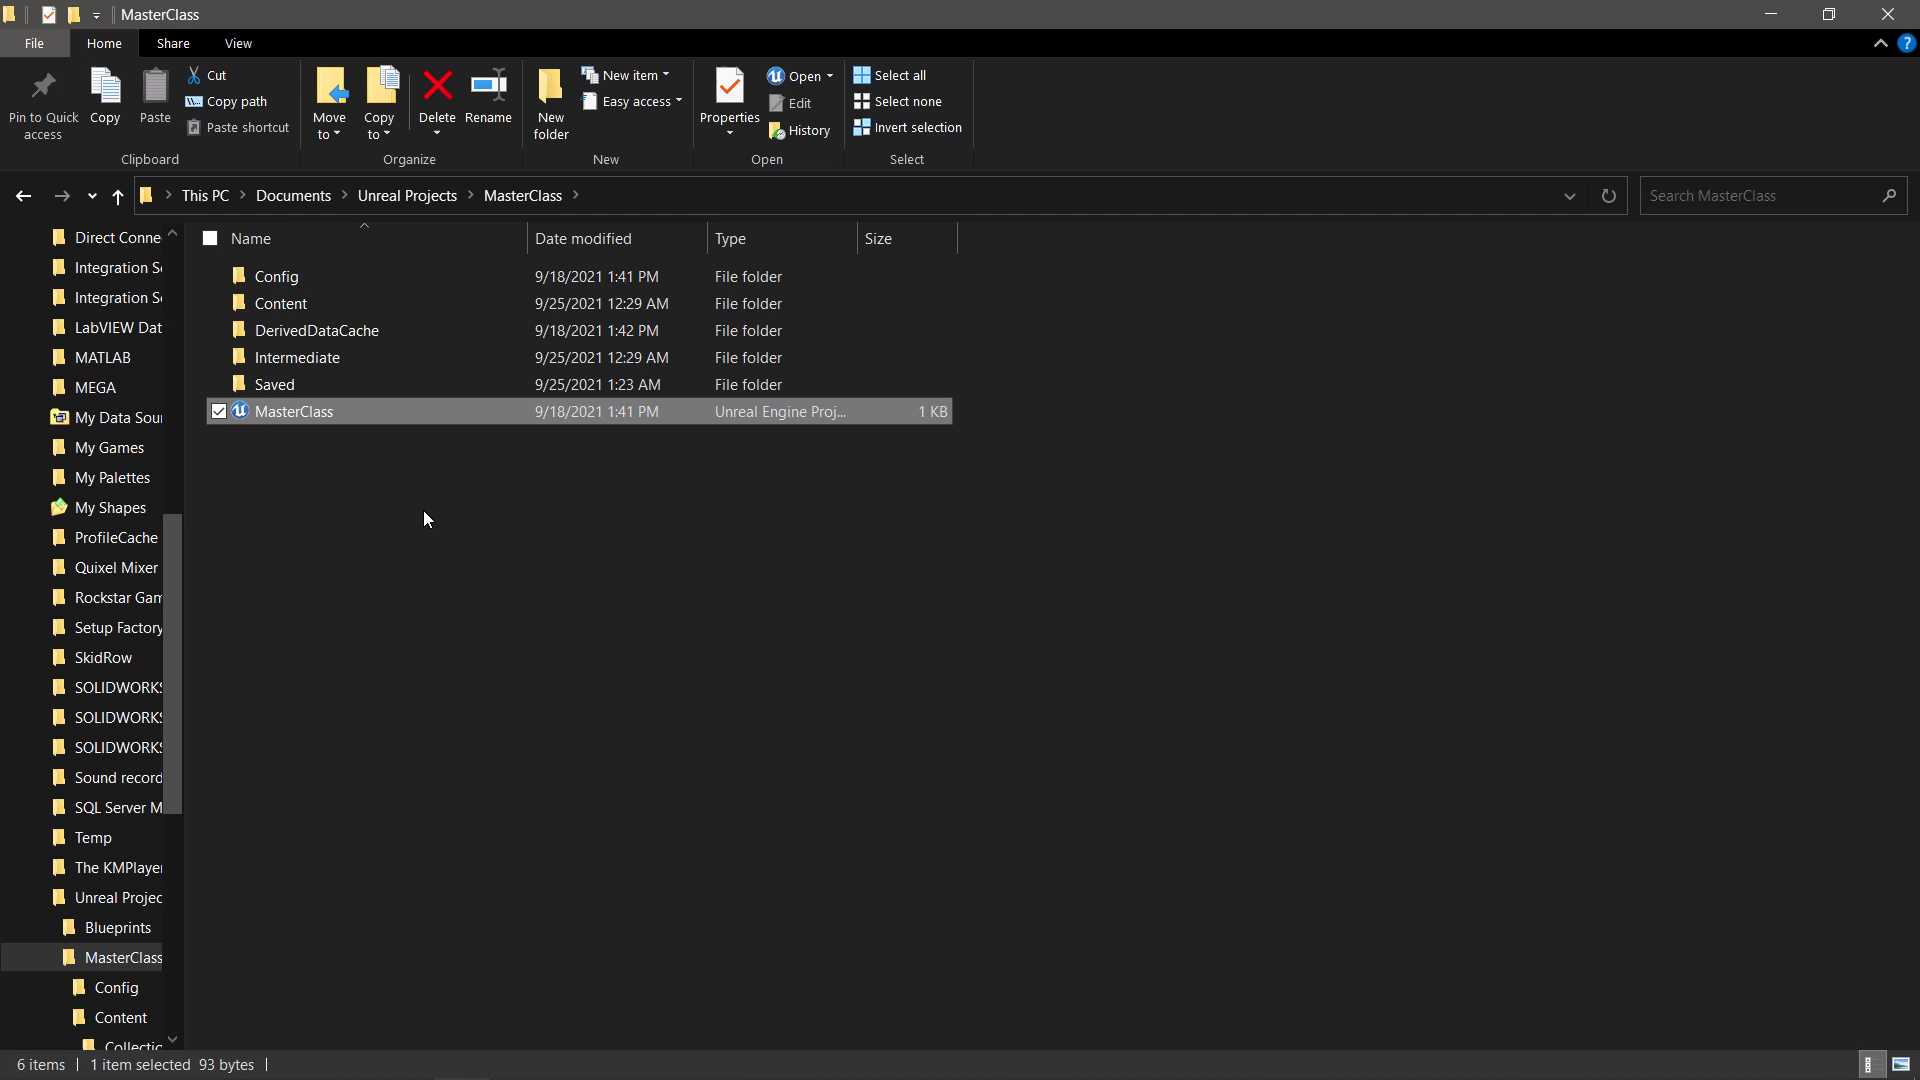 MasterClass
File Home Share View
Pin to Quick access
Copy
Paste
Cut
Copy path
Paste shortcut
Clipboard
Move to
Copy to
Delete
Rename
Organize
New folder
New item
Easy access
New
Properties
Open
Edit
History
Open
Select all
Select none
Invert selection
Select
This PC > Documents > Unreal Projects > MasterClass >
Search MasterClass
Direct Conne
Integration S
Integration S
LabVIEW Dat
MATLAB
MEGA
My Data Sou
My Games
My Palettes
My Shapes
ProfileCache
Quixel Mixer
Rockstar Gam
Setup Factory
SkidRow
SOLIDWORKS
SOLIDWORKS
SOLIDWORKS
Sound record
SQL Server M
Temp
The KMPlayer
Unreal Projec
Blueprints
MasterClass
Config
Content
Collectio
Name Date modified Type Size
Config 9/18/2021 1:41 PM File folder
Content 9/25/2021 12:29 AM File folder
DerivedDataCache 9/18/2021 1:42 PM File folder
Intermediate 9/25/2021 12:29 AM File folder
Saved 9/25/2021 1:23 AM File folder
MasterClass 9/18/2021 1:41 PM Unreal Engine Proj... 1 KB
6 items 1 item selected 93 bytes